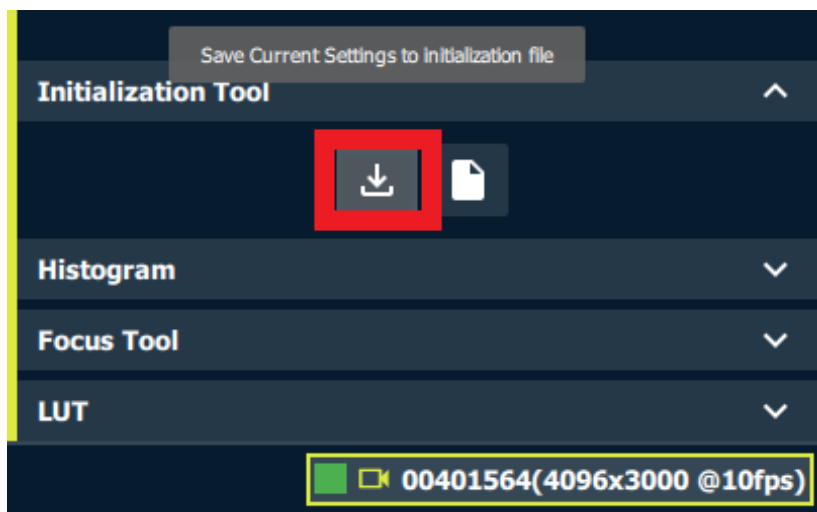 Save Current Settings to initialization file
Initialization Tool
Histogram
Focus Tool
LUT
00401564(4096x3000 @10fps)